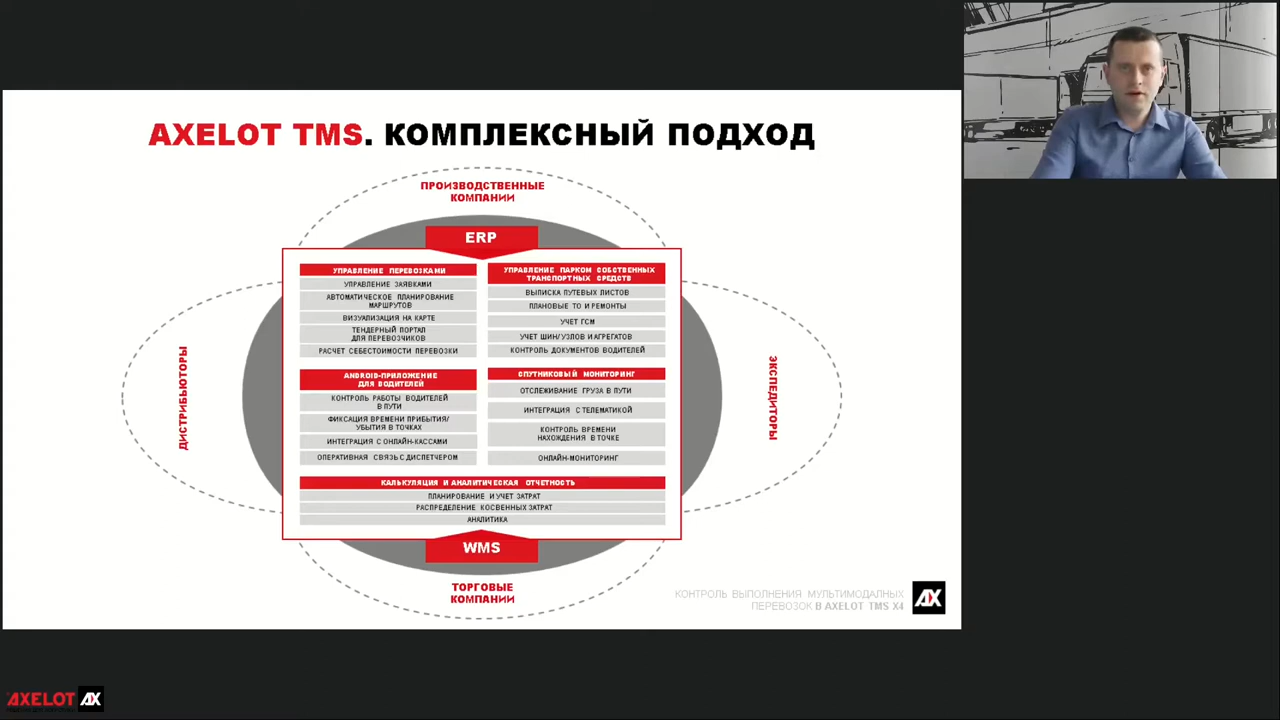 AXELOT TMS. КОМПЛЕКСНЫЙ ПОДХОД
ПРОИЗВОДСТВЕННЫЕ
КОМПАНИИ
ERP
УПРАВЛЕНИЕ ПЕРЕВОЗКАМИ
УПРАВЛЕНИЕ ЗАЯВКАМИ
АВТОМАТИЧЕСКОЕ ПЛАНИРОВАНИЕ
МАРШРУТОВ
ВИЗУАЛИЗАЦИЯ НА КАРТЕ
ТЕНДЕРНЫЙ ПОРТАЛ
ДЛЯ ПЕРЕВОЗЧИКОВ
РАСЧЕТ СЕБЕСТОИМОСТИ ПЕРЕВОЗКИ
УПРАВЛЕНИЕ ПАРКОМ СОБСТВЕННЫХ
ТРАНСПОРТНЫХ СРЕДСТВ
ВЫПИСКА ПУТЕВЫХ ЛИСТОВ
ПЛАНОВЫЕ ТО И РЕМОНТЫ
УЧЕТ ГСМ
УЧЕТ ШИН/УЗЛОВ И АГРЕГАТОВ
КОНТРОЛЬ ДОКУМЕНТОВ ВОДИТЕЛЕЙ
ДИСТРИБЬЮТОРЫ
ANDROID-ПРИЛОЖЕНИЕ
ДЛЯ ВОДИТЕЛЕЙ
КОНТРОЛЬ РАБОТЫ ВОДИТЕЛЕЙ
В ПУТИ
ФИКСАЦИЯ ВРЕМЕНИ ПРИБЫТИЯ/
УБЫТИЯ В ТОЧКАХ
ИНТЕГРАЦИЯ С ОНЛАЙН-КАССАМИ
ОПЕРАТИВНАЯ СВЯЗЬ С ДИСПЕТЧЕРОМ
СПУТНИКОВЫЙ МОНИТОРИНГ
ОТСЛЕЖИВАНИЕ ГРУЗА В ПУТИ
ИНТЕГРАЦИЯ С ТЕЛЕМАТИКОЙ
КОНТРОЛЬ ВРЕМЕНИ
НАХОЖДЕНИЯ В ТОЧКЕ
ОНЛАЙН-МОНИТОРИНГ
ЭКСПЕДИТОРЫ
КАЛЬКУЛЯЦИЯ И АНАЛИТИЧЕСКАЯ ОТЧЕТНОСТЬ
ПЛАНИРОВАНИЕ И УЧЕТ ЗАТРАТ
РАСПРЕДЕЛЕНИЕ КОСВЕННЫХ ЗАТРАТ
АНАЛИТИКА
WMS
ТОРГОВЫЕ
КОМПАНИИ
КОНТРОЛЬ ВЫПОЛНЕНИЯ МУЛЬТИМОДАЛНЫХ
ПЕРЕВОЗОК В AXELOT TMS X4
AX
AXELOT AX